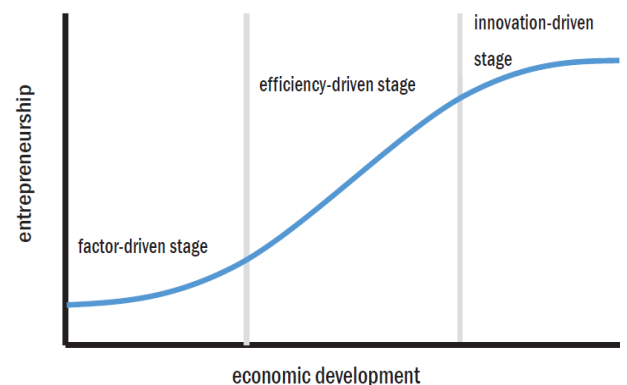 innovation-driven
stage
efficiency-driven stage
entrepreneurship
factor-driven stage
economic development